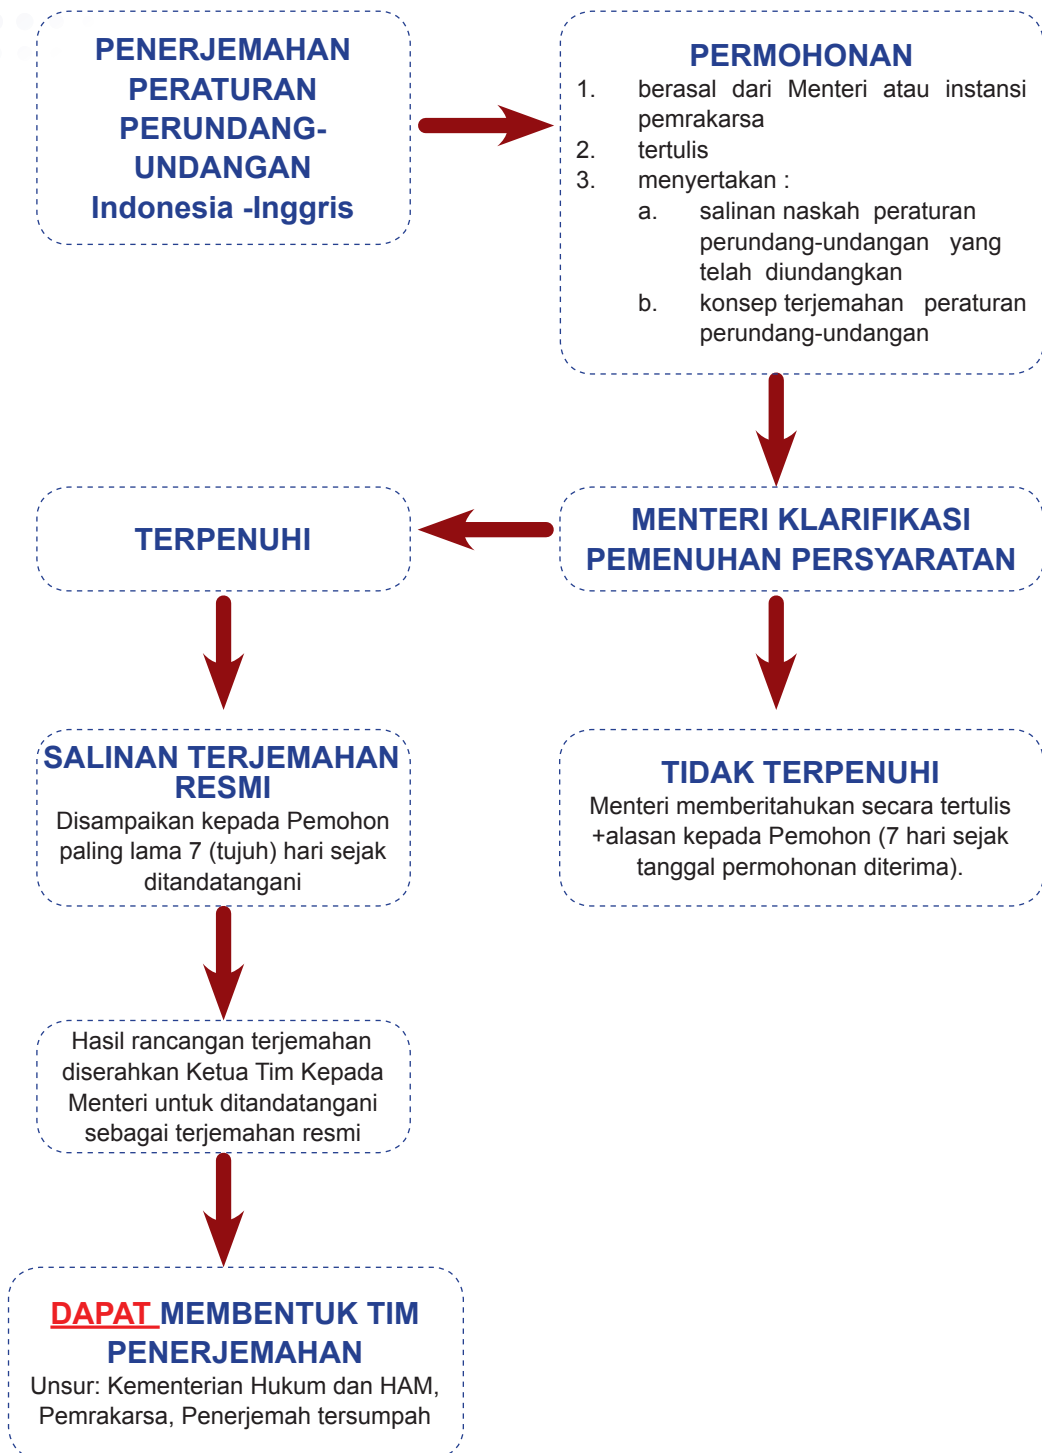 PENERJEMAHAN
PERATURAN
PERUNDANG-
UNDANGAN
Indonesia -Inggris
PERMOHONAN
1. berasal dari Menteri atau instansi
pemrakarsa
2. tertulis
3. menyertakan :
a. salinan naskah peraturan
perundang-undangan yang
telah diundangkan
b. konsep terjemahan peraturan
perundang-undangan
MENTERI KLARIFIKASI
PEMENUHAN PERSYARATAN
TERPENUHI
SALINAN TERJEMAHAN
RESMI
Disampaikan kepada Pemohon
paling lama 7 (tujuh) hari sejak
ditandatangani
TIDAK TERPENUHI
Menteri memberitahukan secara tertulis
+alasan kepada Pemohon (7 hari sejak
tanggal permohonan diterima).
Hasil rancangan terjemahan
diserahkan Ketua Tim Kepada
Menteri untuk ditandatangani
sebagai terjemahan resmi
DAPAT MEMBENTUK TIM
PENERJEMAHAN
Unsur: Kementerian Hukum dan HAM,
Pemrakarsa, Penerjemah tersumpah